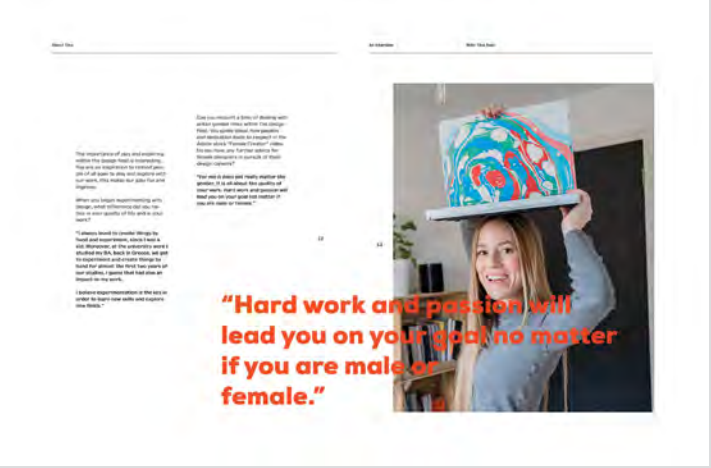 About Tina
An Interview
With Tina Touli
The importance of play and exploring
within the design field is interesting.
You are an inspiration to remind peo-
ple of all ages to play and explore with
our work, this makes our jobs fun and
When you began experimenting with
design, what difference did you no-
tice in your quality of life and in your
work?
"I always loved to create things by
hand and experiment, since I was a
kid. Moreover, at the university were I
studied my BA, back in Greece, we got
to experiment and create things by
hand for almost the first two years of
our studies. I guess that had also an
impact on my work.
I believe experimentation is the key in
order to learn new skills and explore
new fields."
Can you recount a time of dealing with
within the design
field. You spoke about how passion
and dedication leads to respect in the
Adobe stock "Female Creator" video.
Do you have any further advice for
female designers in pursuit of their
design careers?
"For me is does not really matter the
gender, it is all about the quality of
your work. Hard work and passion will
lead you on your goal not matter if
you are male or female."
12
13
“Hard work and passion will
lead you on your goal no matter
if you are male or
female.”